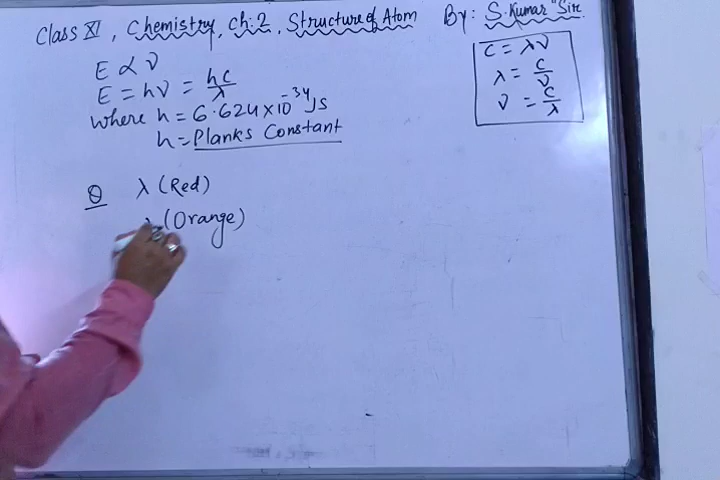 Class XI, Chemistry, Ch:2, Structure of Atom By: S. Kumar "Sir"
C = λν
λ = C/ν
ν = C/λ
E ∝ ν
E = hν = hc/λ
where h = 6.624 × 10⁻³⁴ Js
h = Planks Constant
Q λ (Red)
λ (Orange)